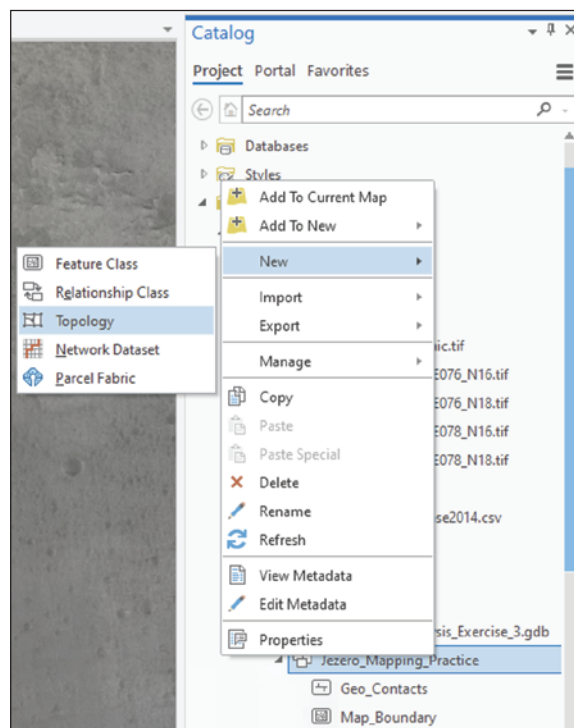 Catalog
Project Portal Favorites
Search
Databases
Styles
Add To Current Map
Add To New
New
Import
Export
Manage
Copy
Paste
Paste Special
Delete
Rename
Refresh
View Metadata
Edit Metadata
Properties
Feature Class
Relationship Class
Topology
Network Dataset
Parcel Fabric
ic.tif
E076_N16.tif
E076_N18.tif
E078_N16.tif
E078_N18.tif
se2014.csv
sis_Exercise_3.gdb
Jezero_Mapping_Practice
Geo_Contacts
Map_Boundary